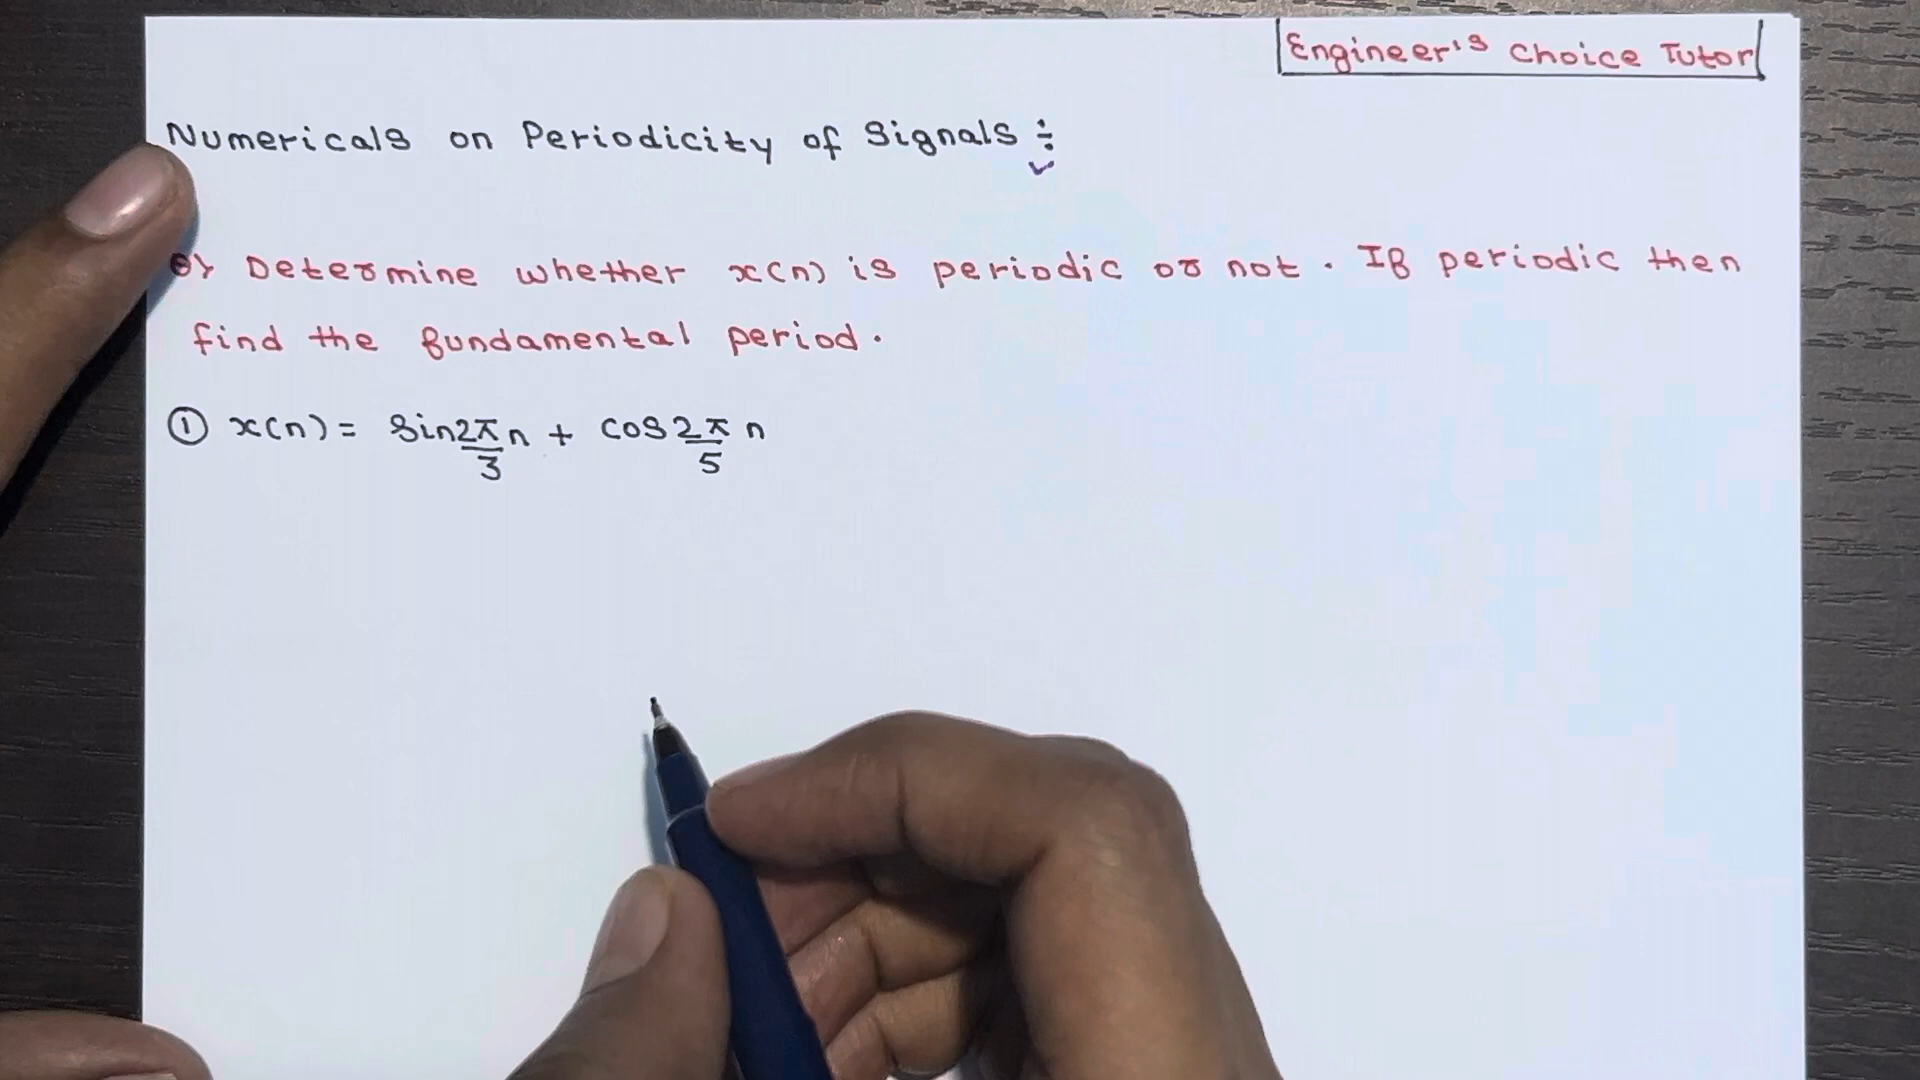 Engineer's Choice Tutor
Numericals on Periodicity of Signals :
Q) Determine whether x(n) is periodic or not. If periodic then
find the fundamental period.
① x(n) = sin 2π/3 n + cos 2π/5 n